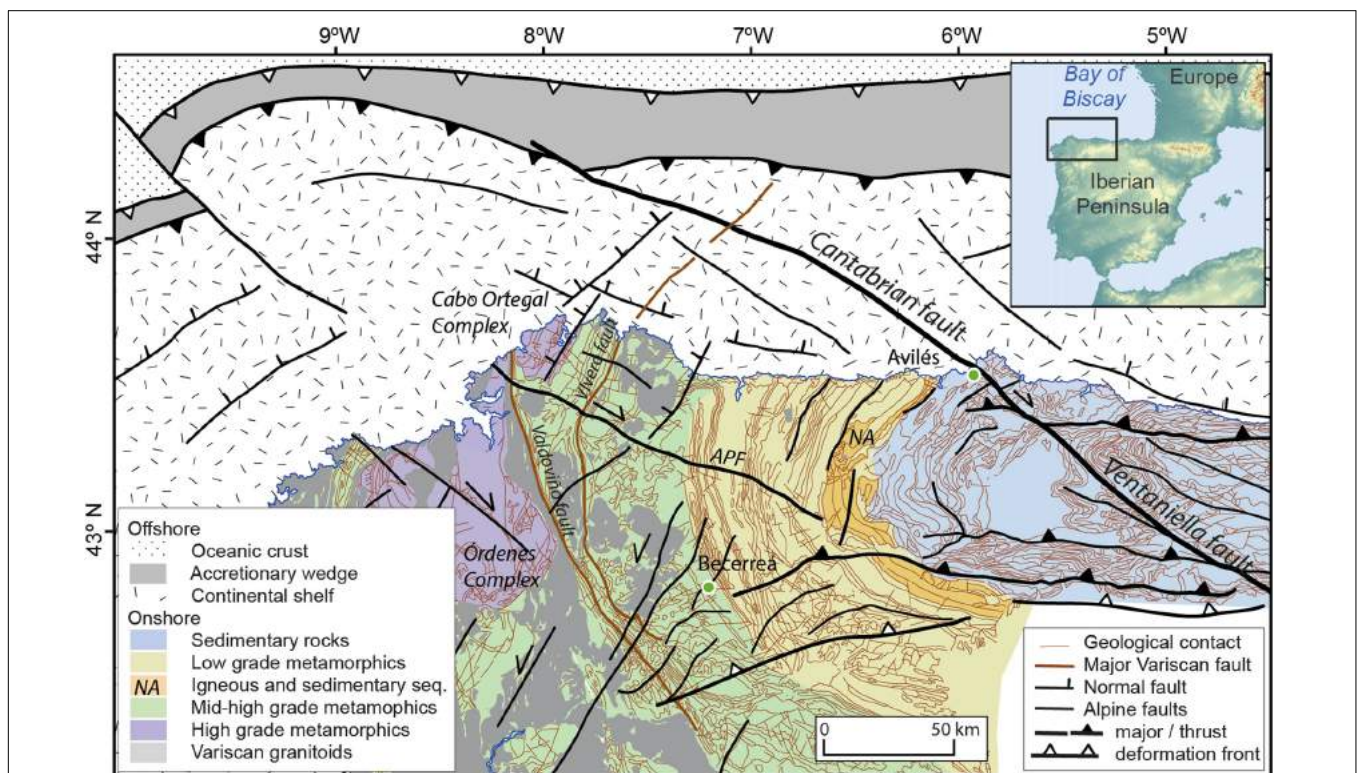 9ºW 8ºW 7ºW 6ºW 5ºW
Bay of
Biscay
Europe
Iberian
Peninsula
44º N
Cantabrian fault
Cabo Ortegal
Complex
Vivero fault
Avilés
Valdoviño fault
APF
NA
Ventaniella fault
43º N
Órdenes
Complex
Becerreá
Offshore
Oceanic crust
Accretionary wedge
Continental shelf
Onshore
Sedimentary rocks
Low grade metamorphics
NA Igneous and sedimentary seq.
Mid-high grade metamophics
High grade metamorphics
Variscan granitoids
0 50 km
Geological contact
Major Variscan fault
Normal fault
Alpine faults
major / thrust
deformation front